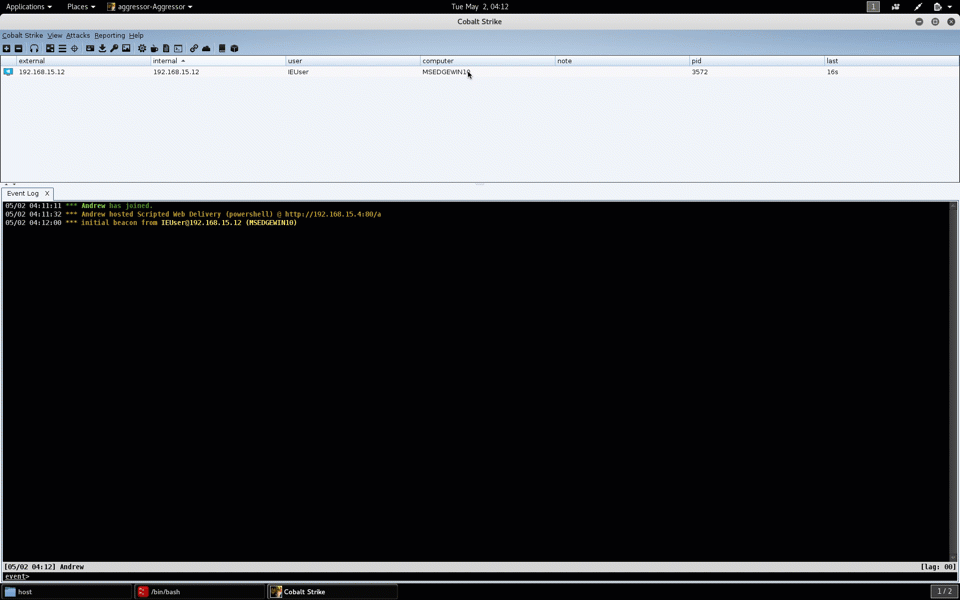 Applications Places aggressor-Aggressor Tue May 2, 04:12 1
Cobalt Strike
Cobalt Strike View Attacks Reporting Help
external internal user computer note pid last
192.168.15.12 192.168.15.12 IEUser MSEDGEWIN10 3572 16s
Event Log X
05/02 04:11:11 *** Andrew has joined.
05/02 04:11:32 *** Andrew hosted Scripted Web Delivery (powershell) @ http://192.168.15.4:80/a
05/02 04:12:00 *** initial beacon from IEUser@192.168.15.12 (MSEDGEWIN10)
[05/02 04:12] Andrew [lag: 00]
event>
host /bin/bash Cobalt Strike 1 / 2